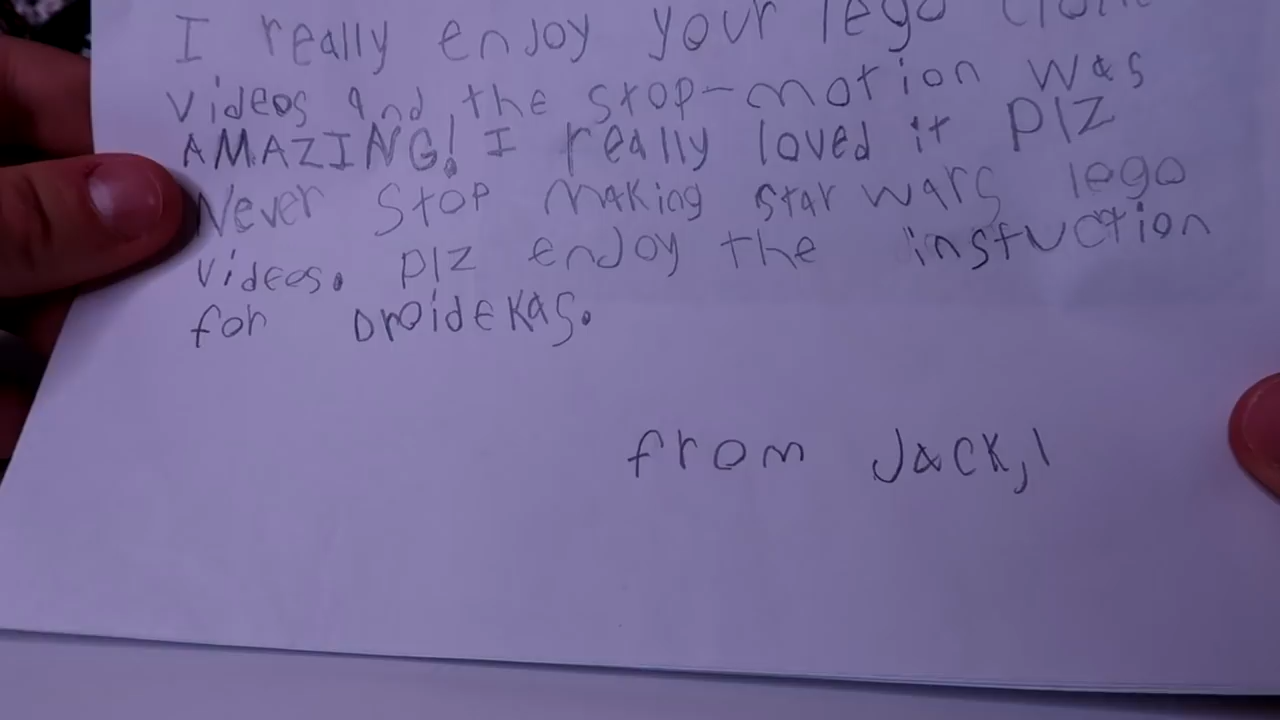 I really enjoy your lego
videos and the stop-motion was
AMAZING! I really loved it plz
Never stop making star wars lego
videos. plz enjoy the instuction
for Droidekas.
from Jack,